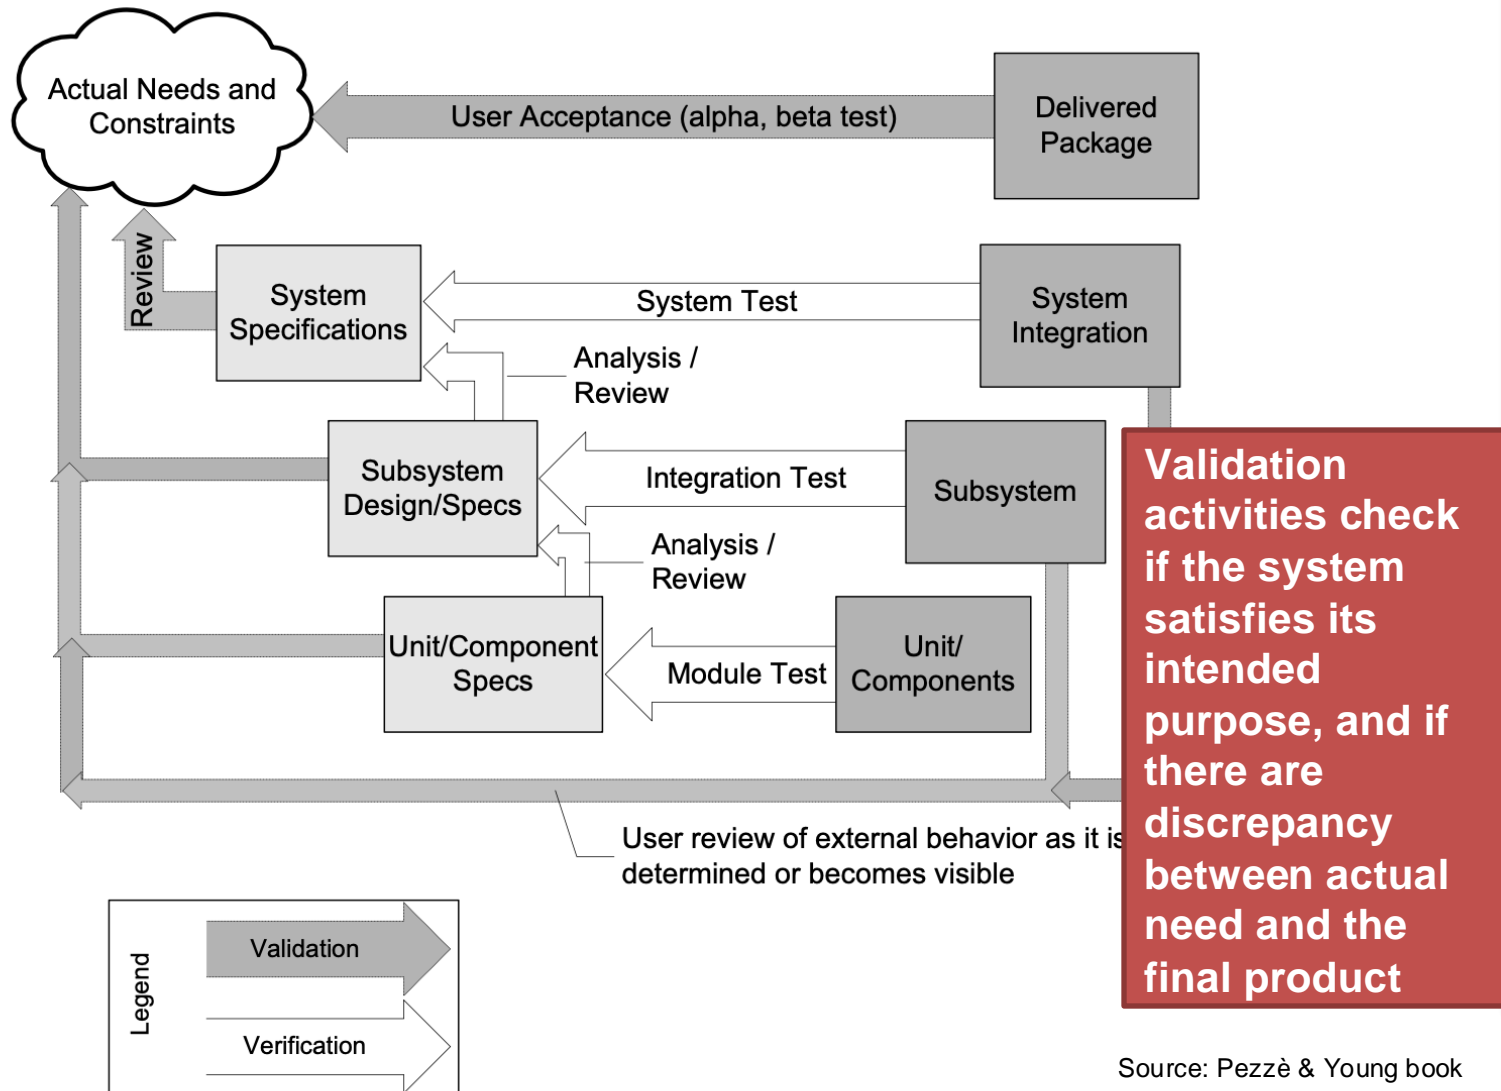 Actual Needs and
Constraints
User Acceptance (alpha, beta test)
Delivered
Package
Review
System
Specifications
System Test
System
Integration
Analysis /
Review
Subsystem
Design/Specs
Integration Test
Subsystem
Analysis /
Review
Unit/Component
Specs
Module Test
Unit/
Components
User review of external behavior as it is
determined or becomes visible
Validation
activities check
if the system
satisfies its
intended
purpose, and if
there are
discrepancy
between actual
need and the
final product
Legend
Validation
Verification
Source: Pezzè & Young book